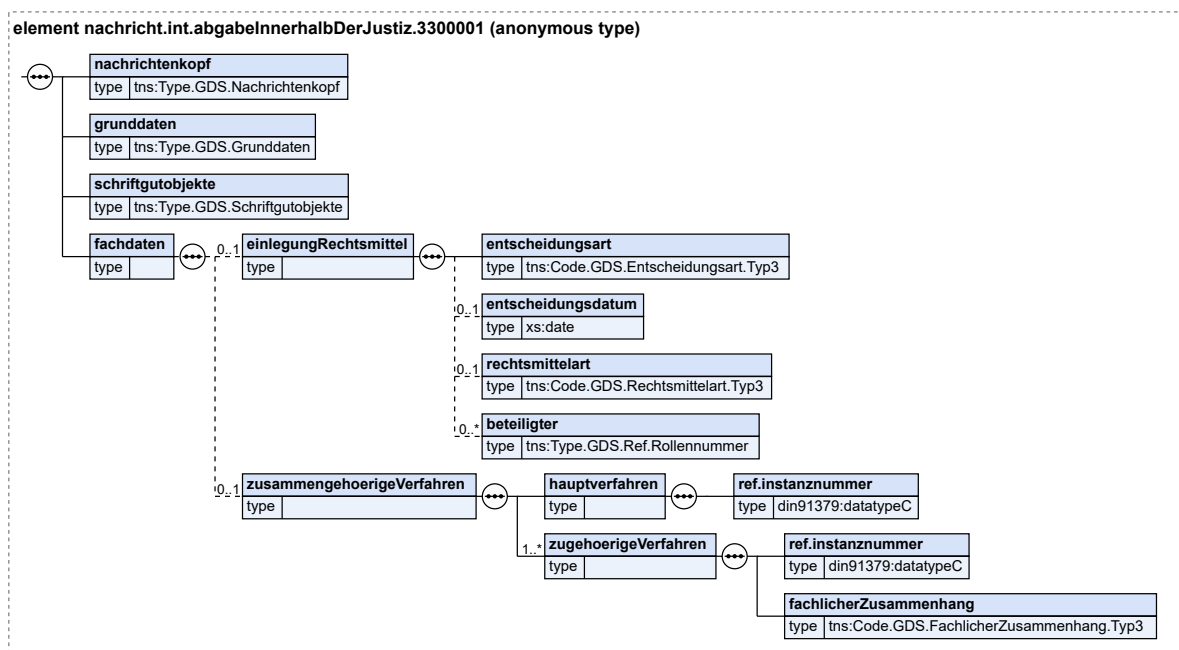 element nachricht.int.abgabeInnerhalbDerJustiz.3300001 (anonymous type)
nachrichtenkopf
type tns:Type.GDS.Nachrichtenkopf
grunddaten
type tns:Type.GDS.Grunddaten
schriftgutobjekte
type tns:Type.GDS.Schriftgutobjekte
fachdaten
type
0..1 einlegungRechtsmittel
type
entscheidungsart
type tns:Code.GDS.Entscheidungsart.Typ3
0..1 entscheidungsdatum
type xs:date
0..1 rechtsmittelart
type tns:Code.GDS.Rechtsmittelart.Typ3
0..* beteiligter
type tns:Type.GDS.Ref.Rollennummer
0..1 zusammengehoerigeVerfahren
type
hauptverfahren
type
ref.instanznummer
type din91379:datatypeC
1..* zugehoerigeVerfahren
type
ref.instanznummer
type din91379:datatypeC
fachlicherZusammenhang
type tns:Code.GDS.FachlicherZusammenhang.Typ3